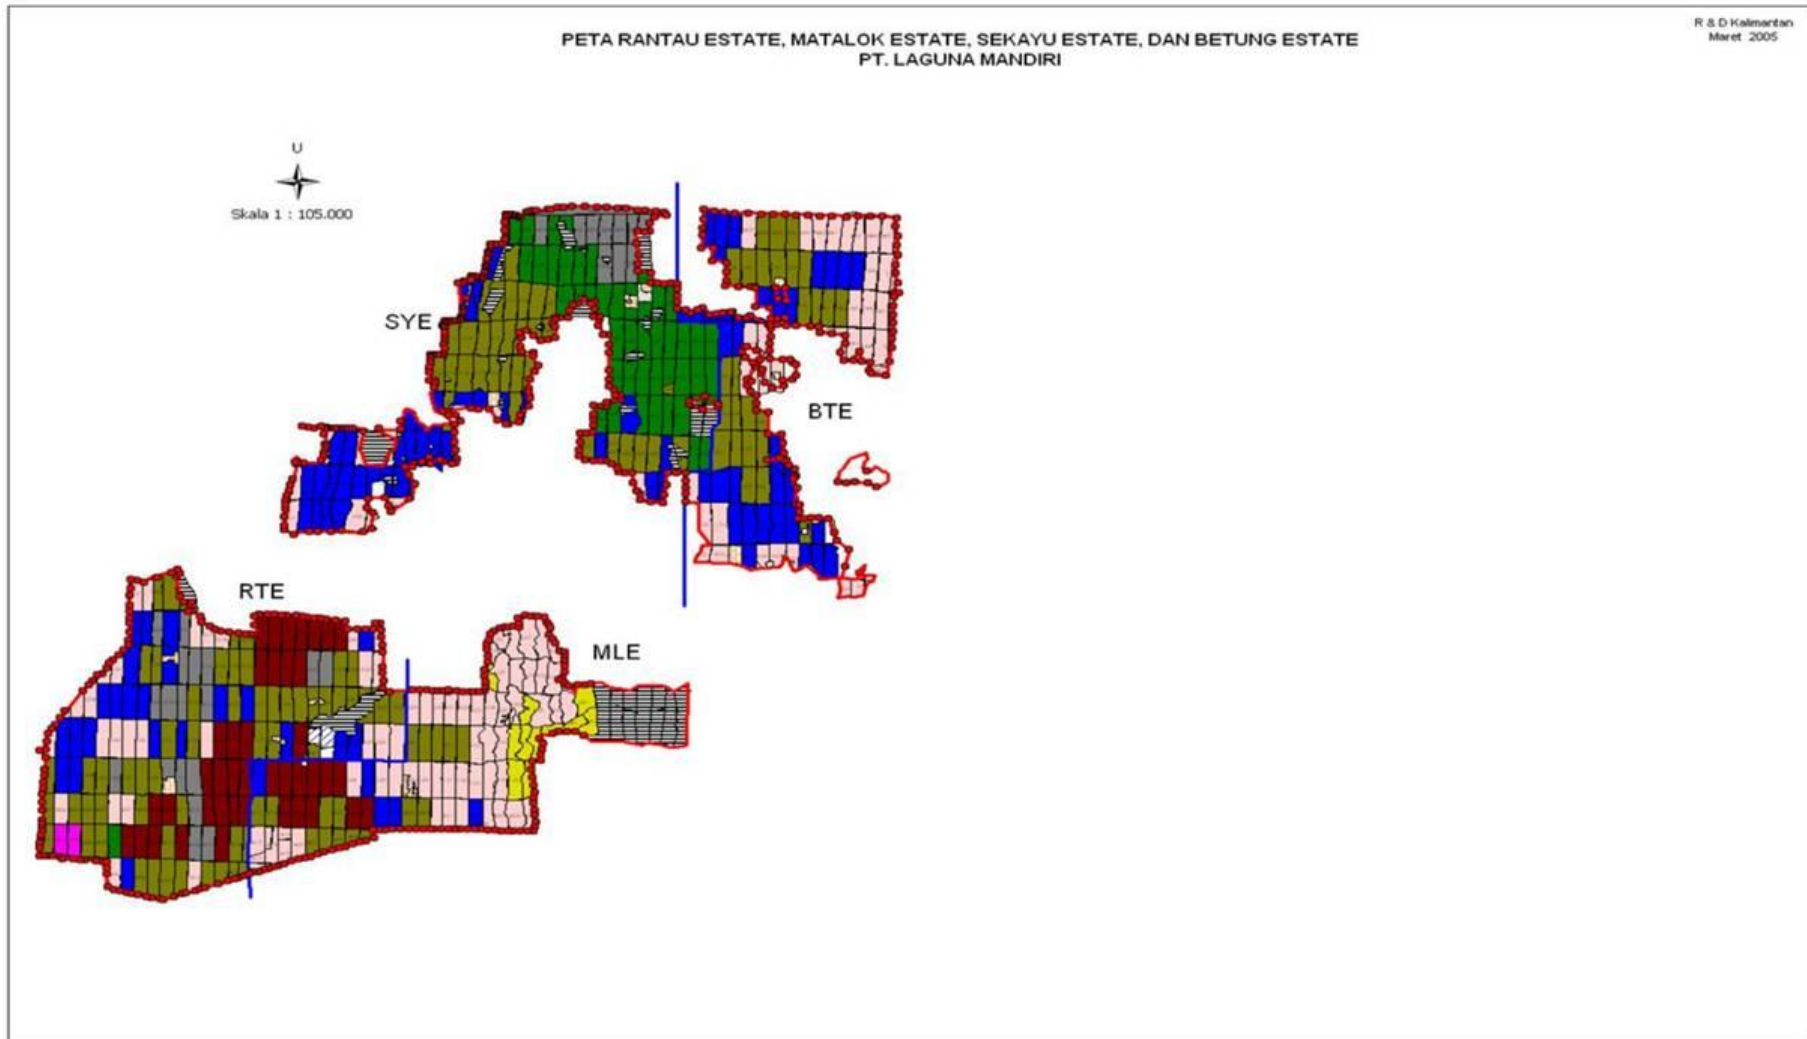 PETA RANTAU ESTATE, MATALOK ESTATE, SEKAYU ESTATE, DAN BETUNG ESTATE
PT. LAGUNA MANDIRI
R & D Kalimantan
Maret 2005
U
Skala 1 : 105.000
SYE
BTE
RTE
MLE